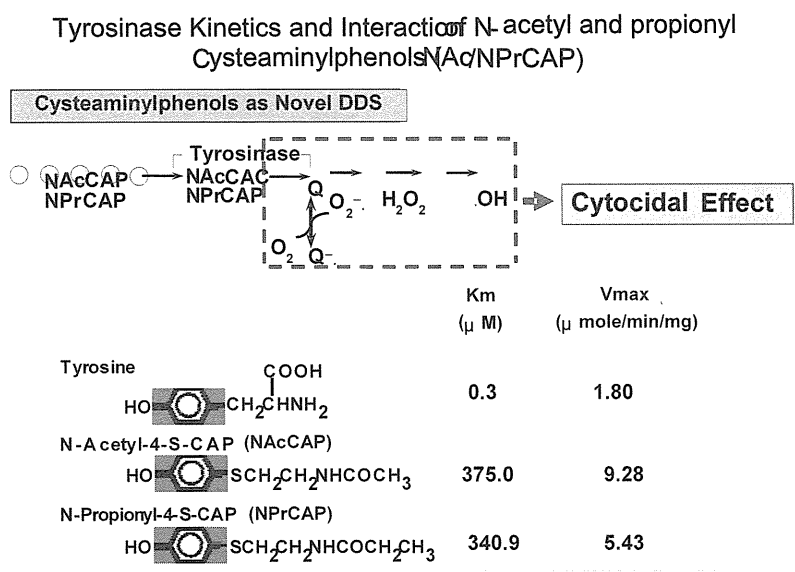 Tyrosinase Kinetics and Interaction of N- acetyl and propionyl
Cysteaminylphenols (NAc/NPrCAP)
Cysteaminylphenols as Novel DDS
Tyrosinase
NAcCAP NAcCAC Q O₂⁻. H₂O₂ .OH
NPrCAP NPrCAP
Cytocidal Effect
O₂ Q⁻.
Km Vmax
(μ M) (μ mole/min/mg)
Tyrosine
COOH
HO CH₂CHNH₂ 0.3 1.80
N-Acetyl-4-S-CAP (NAcCAP)
HO SCH₂CH₂NHCOCH₃ 375.0 9.28
N-Propionyl-4-S-CAP (NPrCAP)
HO SCH₂CH₂NHCOCH₂CH₃ 340.9 5.43